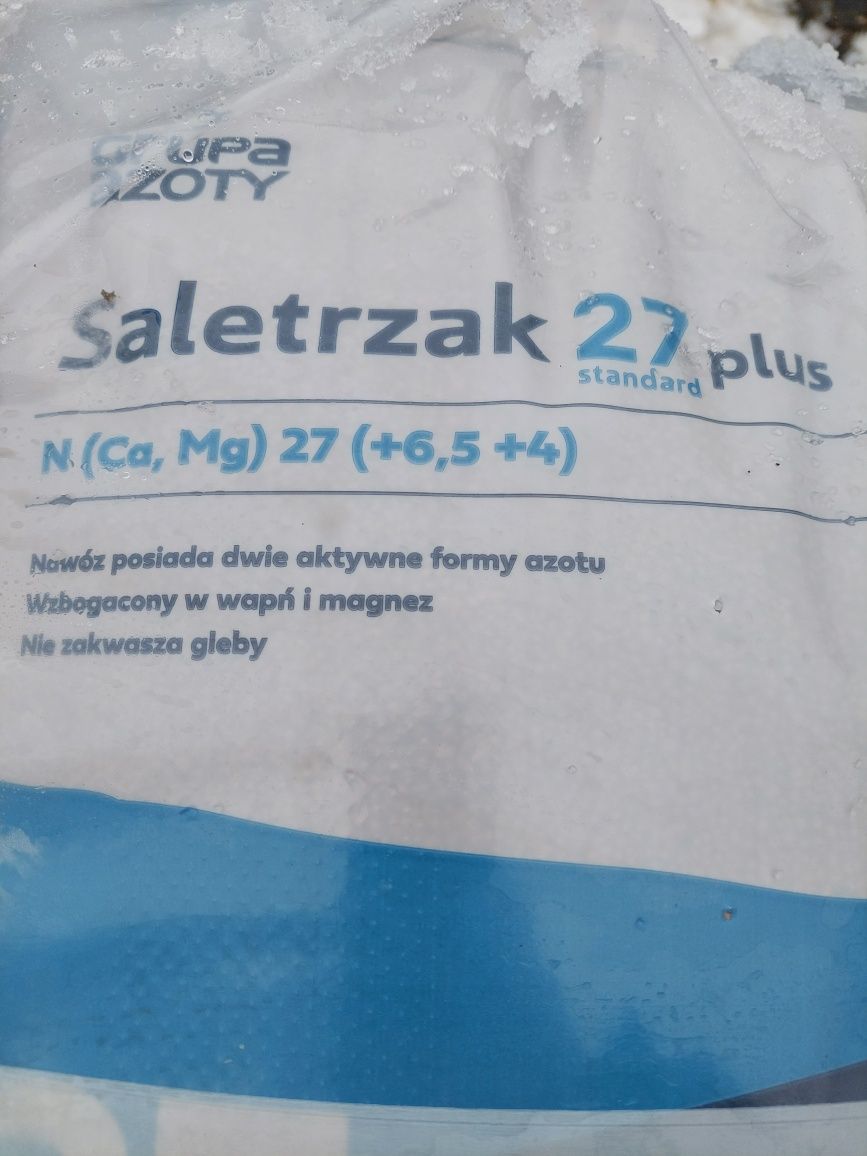 GRUPA
AZOTY
Saletrzak 27 plus
standard
N (Ca, Mg) 27 (+6,5 +4)
Nawóz posiada dwie aktywne formy azotu
Wzbogacony w wapń i magnez
Nie zakwasza gleby